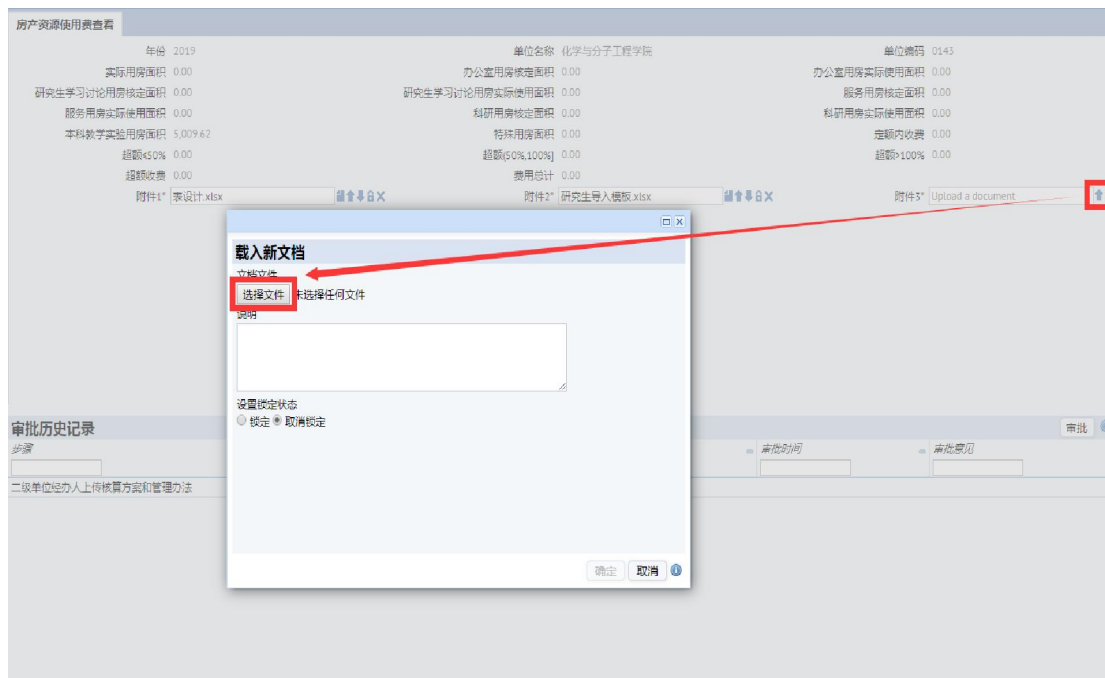 房产资源使用费查看
年份 2019 单位名称 化学与分子工程学院 单位编码 0143
实际用房面积 0.00 办公室用房核定面积 0.00 办公室用房实际使用面积 0.00
研究生学习讨论用房核定面积 0.00 研究生学习讨论用房实际使用面积 0.00 服务用房核定面积 0.00
服务用房实际使用面积 0.00 科研用房核定面积 0.00 科研用房实际使用面积 0.00
本科教学实验用房面积 5,009.62 特殊用房面积 0.00 定额内收费 0.00
超额≤50% 0.00 超额(50%,100%] 0.00 超额>100% 0.00
超额收费 0.00 费用总计 0.00
附件1* 表设计.xlsx 附件2* 研究生导入模板.xlsx 附件3* Upload a document
载入新文档
文档文件
选择文件 未选择任何文件
说明
设置锁定状态
锁定 取消锁定
审批历史记录 审批
步骤 审批时间 审批意见
二级单位经办人上传核算方案和管理办法
确定 取消